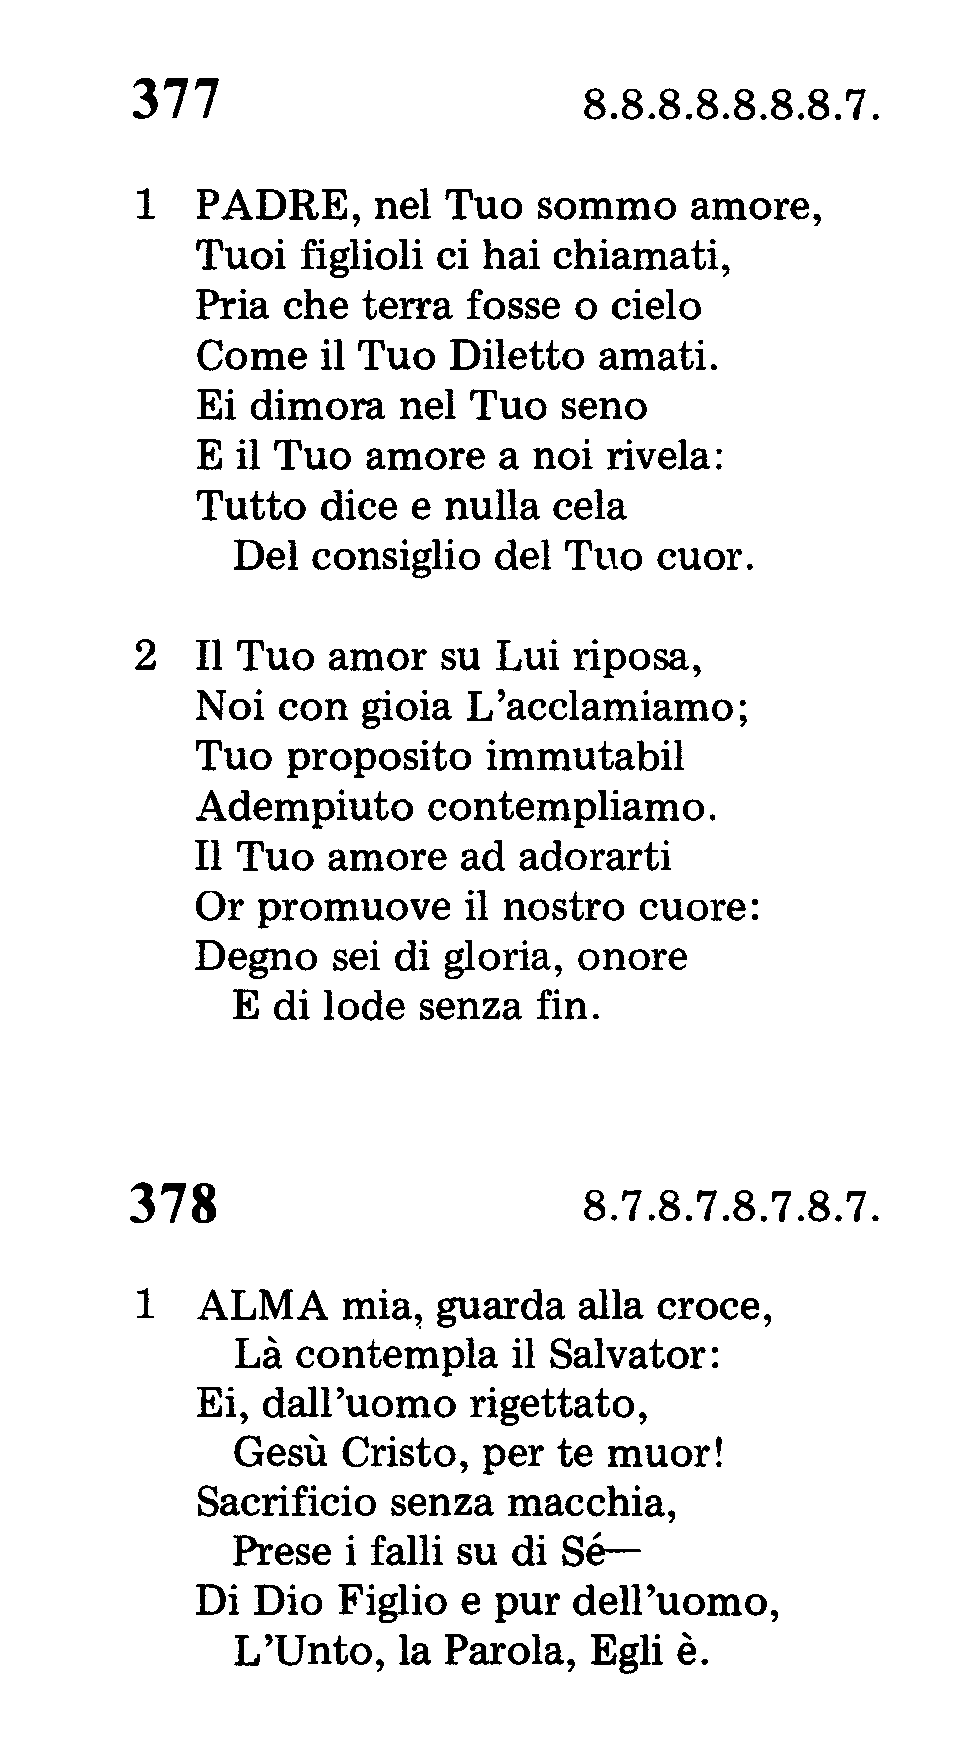 377 8.8.8.8.8.8.8.7.
1 PADRE, nel Tuo sommo amore,
Tuoi figlioli ci hai chiamati,
Pria che terra fosse o cielo
Come il Tuo Diletto amati.
Ei dimora nel Tuo seno
E il Tuo amore a noi rivela:
Tutto dice e nulla cela
Del consiglio del Tuo cuor.
2 Il Tuo amor su Lui riposa,
Noi con gioia L'acclamiamo;
Tuo proposito immutabil
Adempiuto contempliamo.
Il Tuo amore ad adorarti
Or promuove il nostro cuore:
Degno sei di gloria, onore
E di lode senza fin.
378 8.7.8.7.8.7.8.7.
1 ALMA mia, guarda alla croce,
Là contempla il Salvator:
Ei, dall'uomo rigettato,
Gesù Cristo, per te muor!
Sacrificio senza macchia,
Prese i falli su di Sé—
Di Dio Figlio e pur dell'uomo,
L'Unto, la Parola, Egli è.